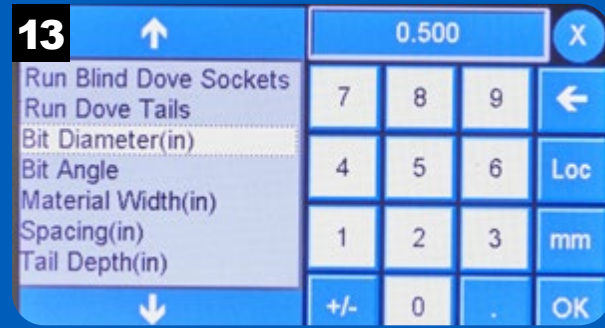 13
0.500
X
Run Blind Dove Sockets
Run Dove Tails
Bit Diameter(in)
Bit Angle
Material Width(in)
Spacing(in)
Tail Depth(in)
7 8 9
4 5 6 Loc
1 2 3 mm
+/- 0 . OK